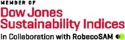 MEMBER OF
Dow Jones
Sustainability Indices
In Collaboration with RobecoSAM